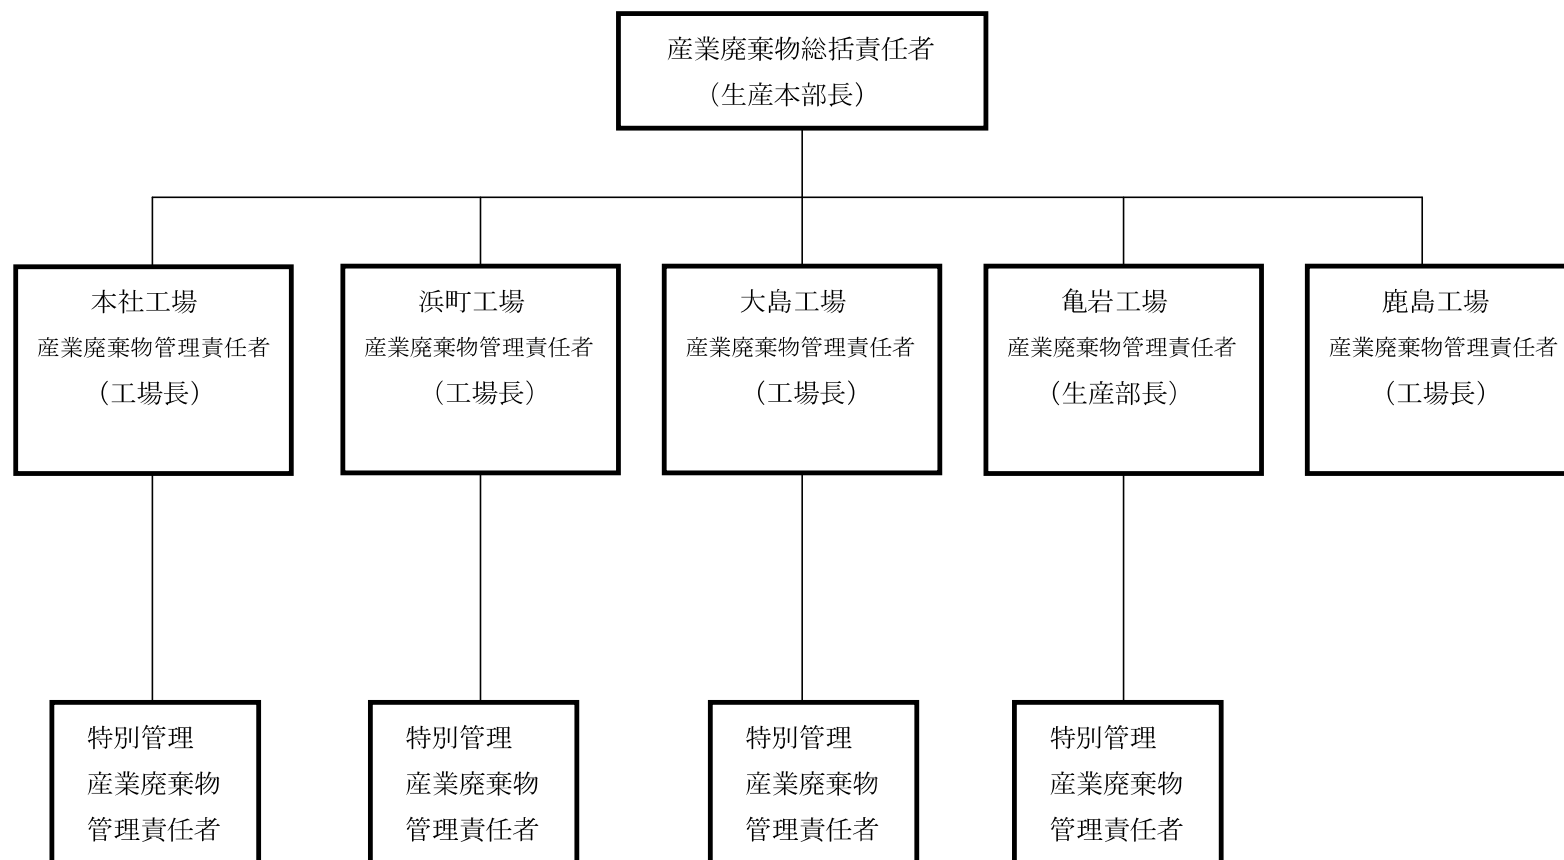 産業廃棄物総括責任者
（生産本部長）
本社工場
産業廃棄物管理責任者
（工場長）
浜町工場
産業廃棄物管理責任者
（工場長）
大島工場
産業廃棄物管理責任者
（工場長）
亀岩工場
産業廃棄物管理責任者
（生産部長）
鹿島工場
産業廃棄物管理責任者
（工場長）
特別管理
産業廃棄物
管理責任者
特別管理
産業廃棄物
管理責任者
特別管理
産業廃棄物
管理責任者
特別管理
産業廃棄物
管理責任者